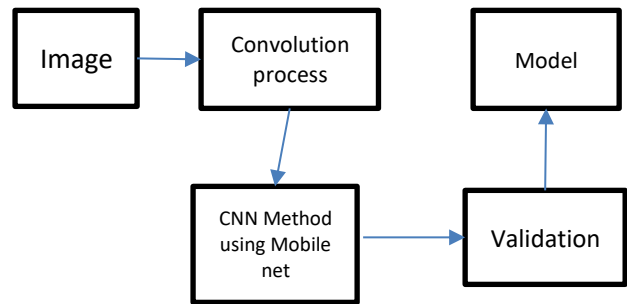 Image
Convolution
process
Model
CNN Method
using Mobile
net
Validation